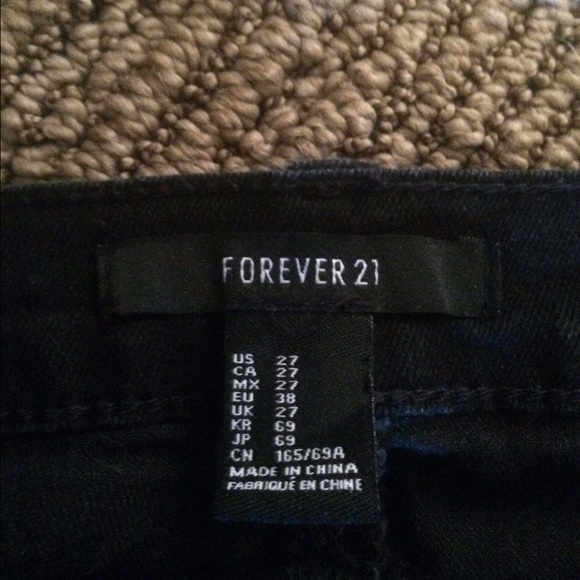 FOREVER 21
US 27
CA 27
MX 27
EU 38
UK 27
KR 69
JP 69
CN 165/69A
MADE IN CHINA
FABRIQUÉ EN CHINE